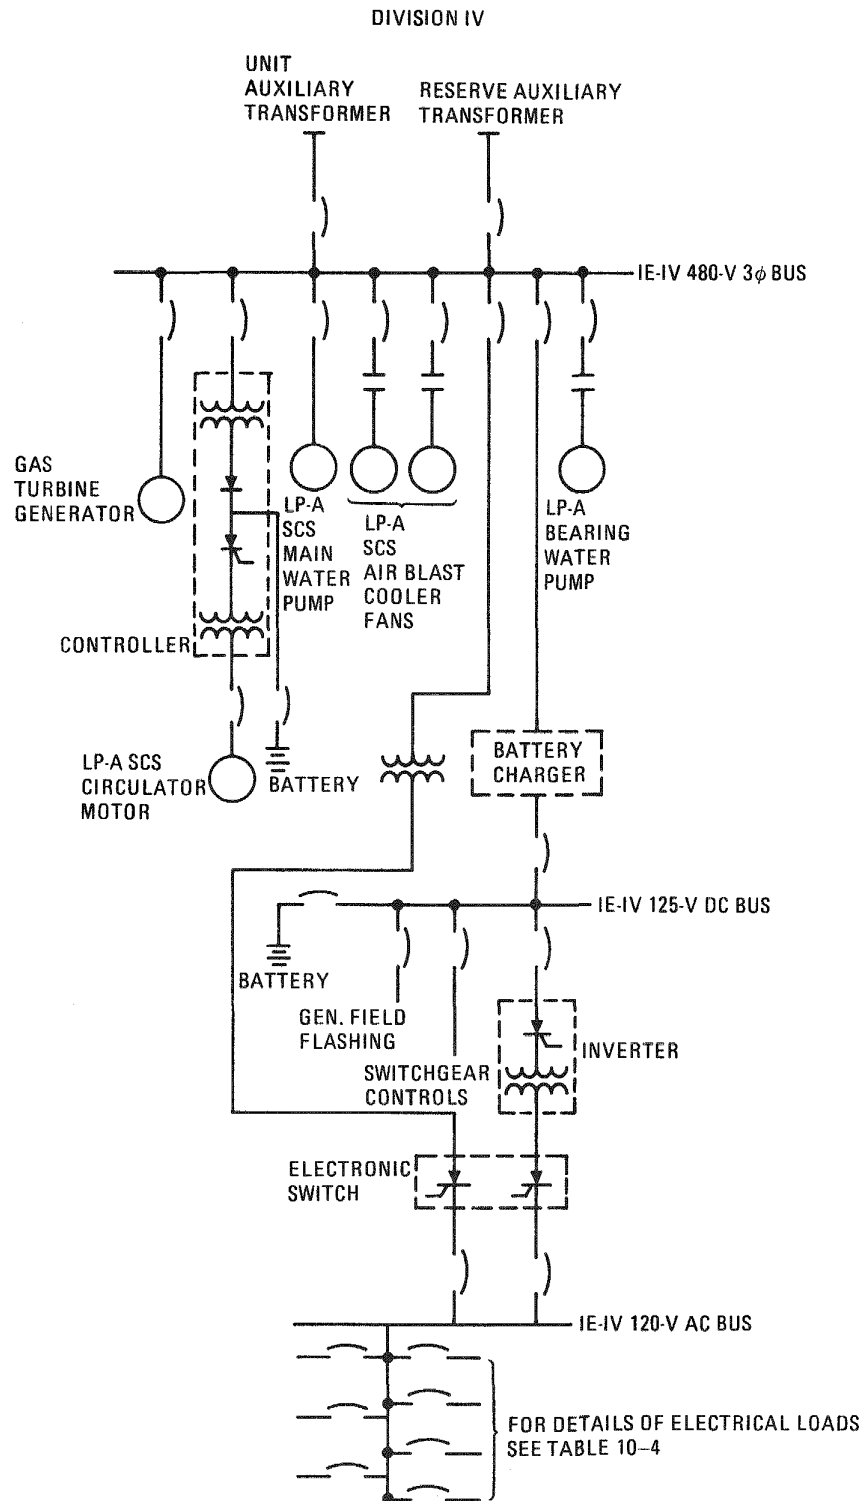 DIVISION IV
UNIT
AUXILIARY
TRANSFORMER
RESERVE AUXILIARY
TRANSFORMER
IE-IV 480-V 3ϕ BUS
GAS
TURBINE
GENERATOR
LP-A
SCS
MAIN
WATER
PUMP
LP-A
SCS
AIR BLAST
COOLER
FANS
LP-A
BEARING
WATER
PUMP
CONTROLLER
LP-A SCS
CIRCULATOR
MOTOR
BATTERY
BATTERY
CHARGER
IE-IV 125-V DC BUS
BATTERY
GEN. FIELD
FLASHING
SWITCHGEAR
CONTROLS
INVERTER
ELECTRONIC
SWITCH
IE-IV 120-V AC BUS
FOR DETAILS OF ELECTRICAL LOADS
SEE TABLE 10–4